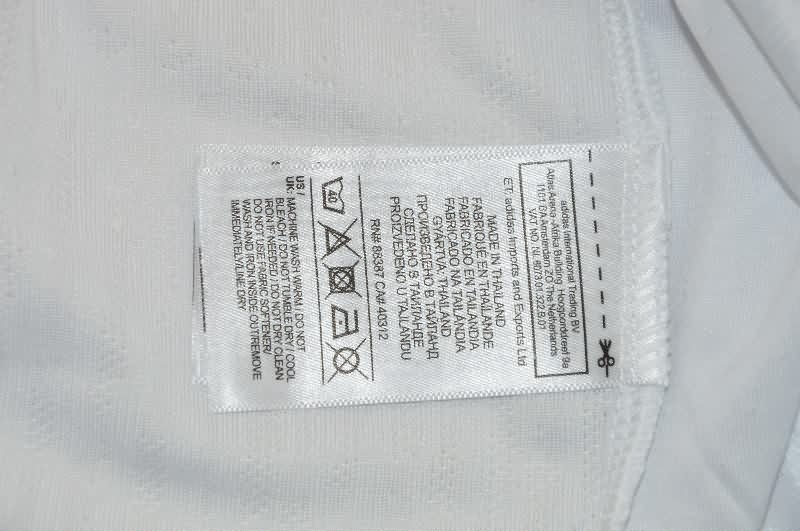 adidas International Trading BV
Atlas Arena -Afrika Building Hoogoorddreef 9a
1101 BA Amsterdam ZO The Netherlands
VAT NO. NL 8073.01.322.B.01
ET: adidas Imports and Exports Ltd
MADE IN THAILAND
FABRIQUE EN THAILANDE
FABRICADO EN TAILANDIA
FABRICADO NA TAILÂNDIA
GYÁRTVA: THAILAND
ПРОИЗВЕДЕНО В ТАЙЛАНД
СДЕЛАНО В ТАИЛАНДЕ
PROIZVEDENO U TAJLANDU
RN# 88387 CA# 40312
40
US /
UK: MACHINE WASH WARM / DO NOT
BLEACH / DO NOT TUMBLE DRY / COOL
IRON IF NEEDED / DO NOT DRY CLEAN
DO NOT USE FABRIC SOFTENER/
WASH AND IRON INSIDE- OUT/REMOVE
IMMEDIATELY/LINE DRY